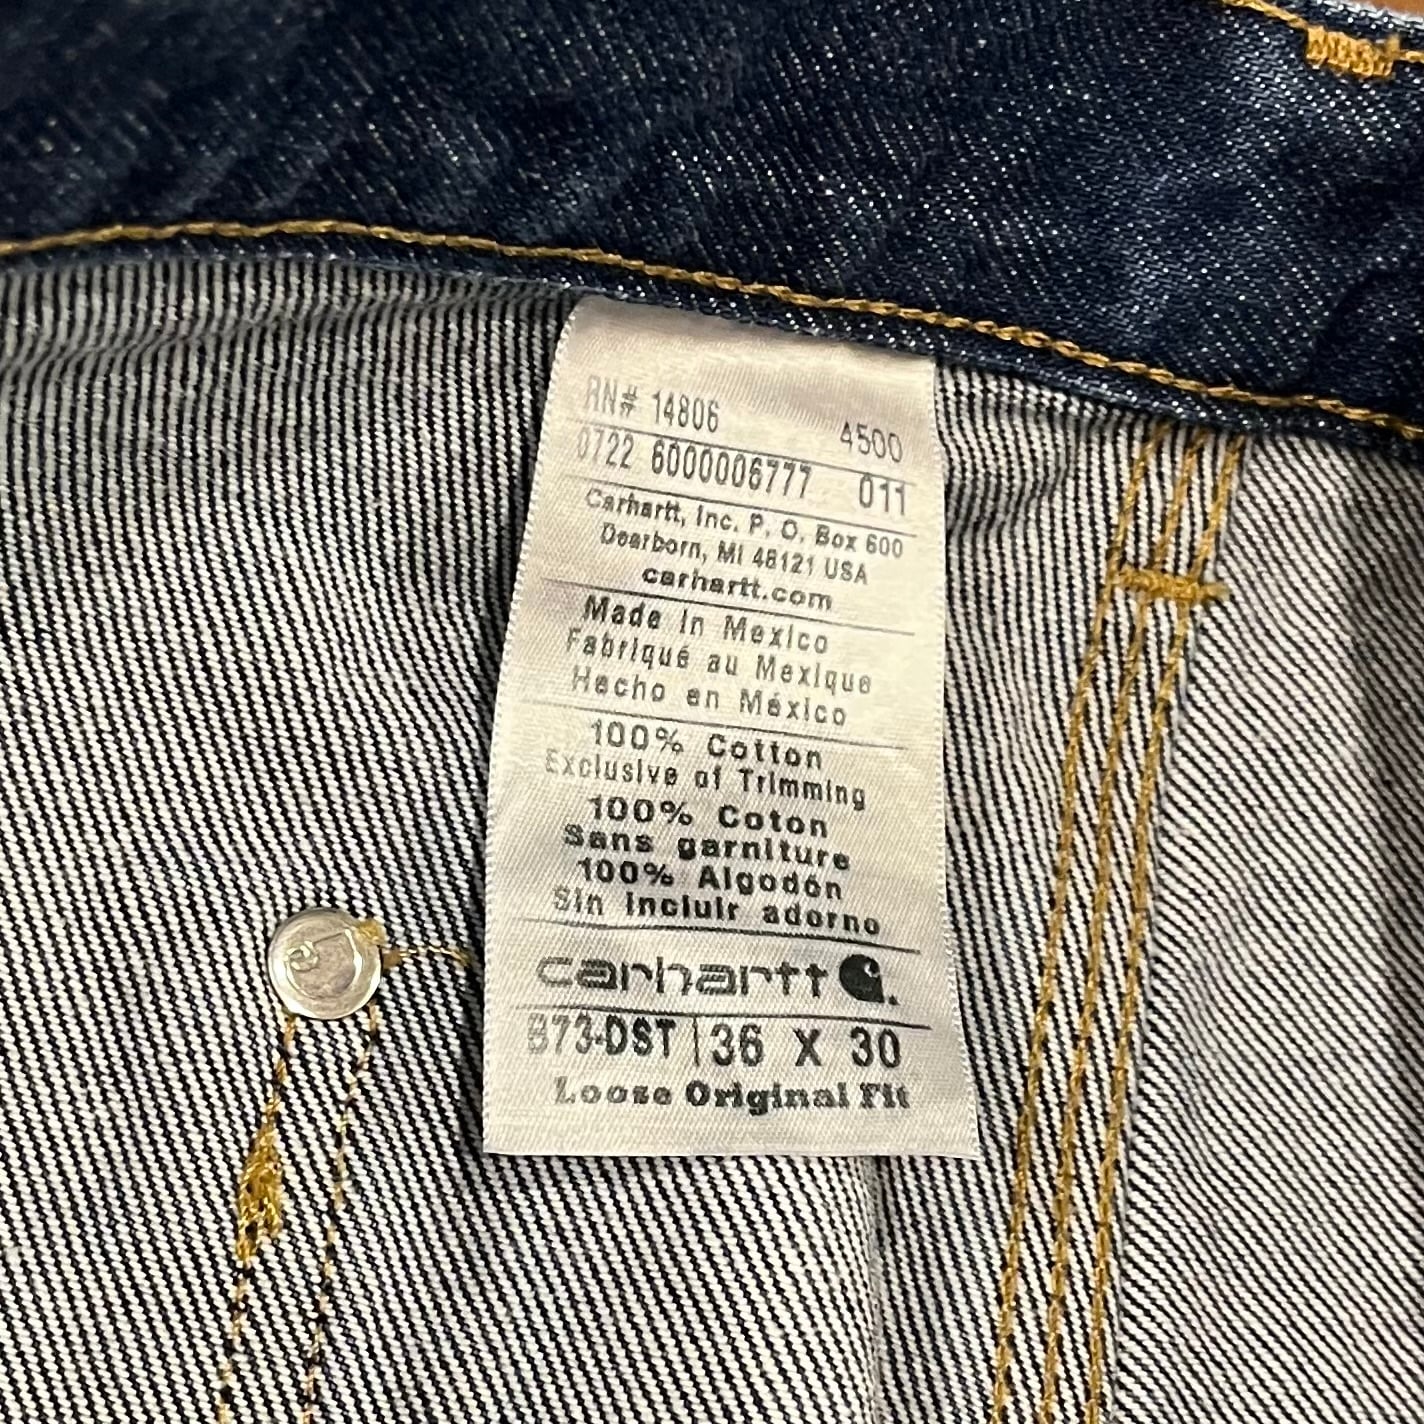 RN# 14806 4500
0722 6000006777 011
Carhartt, Inc. P. O. Box 600
Dearborn, MI 48121 USA
carhartt.com
Made In Mexico
Fabriqué au Mexique
Hecho en México
100% Cotton
Exclusive of Trimming
100% Coton
Sans garniture
100% Algodón
Sin incluir adorno
carhartt
B73-DST | 36 X 30
Loose Original Fit